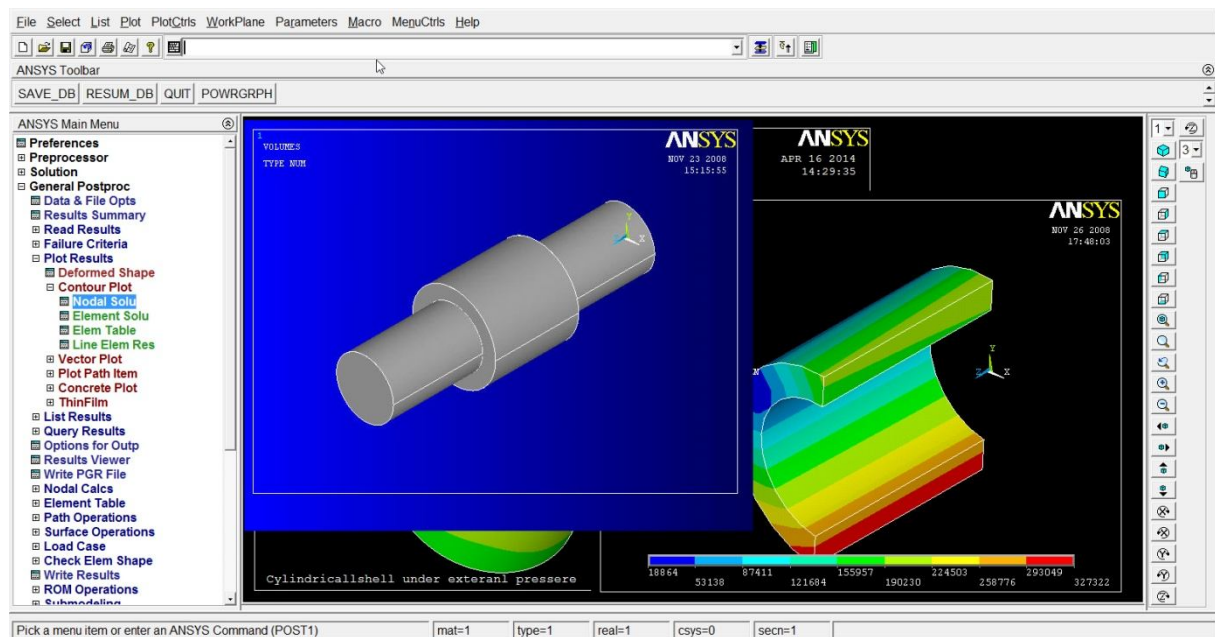 File Select List Plot PlotCtrls WorkPlane Parameters Macro MenuCtrls Help
ANSYS Toolbar
SAVE_DB RESUM_DB QUIT POWRGRPH
ANSYS Main Menu
Preferences
Preprocessor
Solution
General Postproc
Data & File Opts
Results Summary
Read Results
Failure Criteria
Plot Results
Deformed Shape
Contour Plot
Nodal Solu
Element Solu
Elem Table
Line Elem Res
Vector Plot
Plot Path Item
Concrete Plot
ThinFilm
List Results
Query Results
Options for Outp
Results Viewer
Write PGR File
Nodal Calcs
Element Table
Path Operations
Surface Operations
Load Case
Check Elem Shape
Write Results
ROM Operations
Submodeling
1
VOLUMES
TYPE NUM
ANSYS
NOV 23 2008
15:15:55
Y
X
ANSYS
APR 16 2014
14:29:35
ANSYS
NOV 26 2008
17:48:03
Y
X
18864 87411 155957 224503 293049
53138 121684 190230 258776 327322
Cylindricallshell under exteranl pressere
1
3
Pick a menu item or enter an ANSYS Command (POST1) mat=1 type=1 real=1 csys=0 secn=1